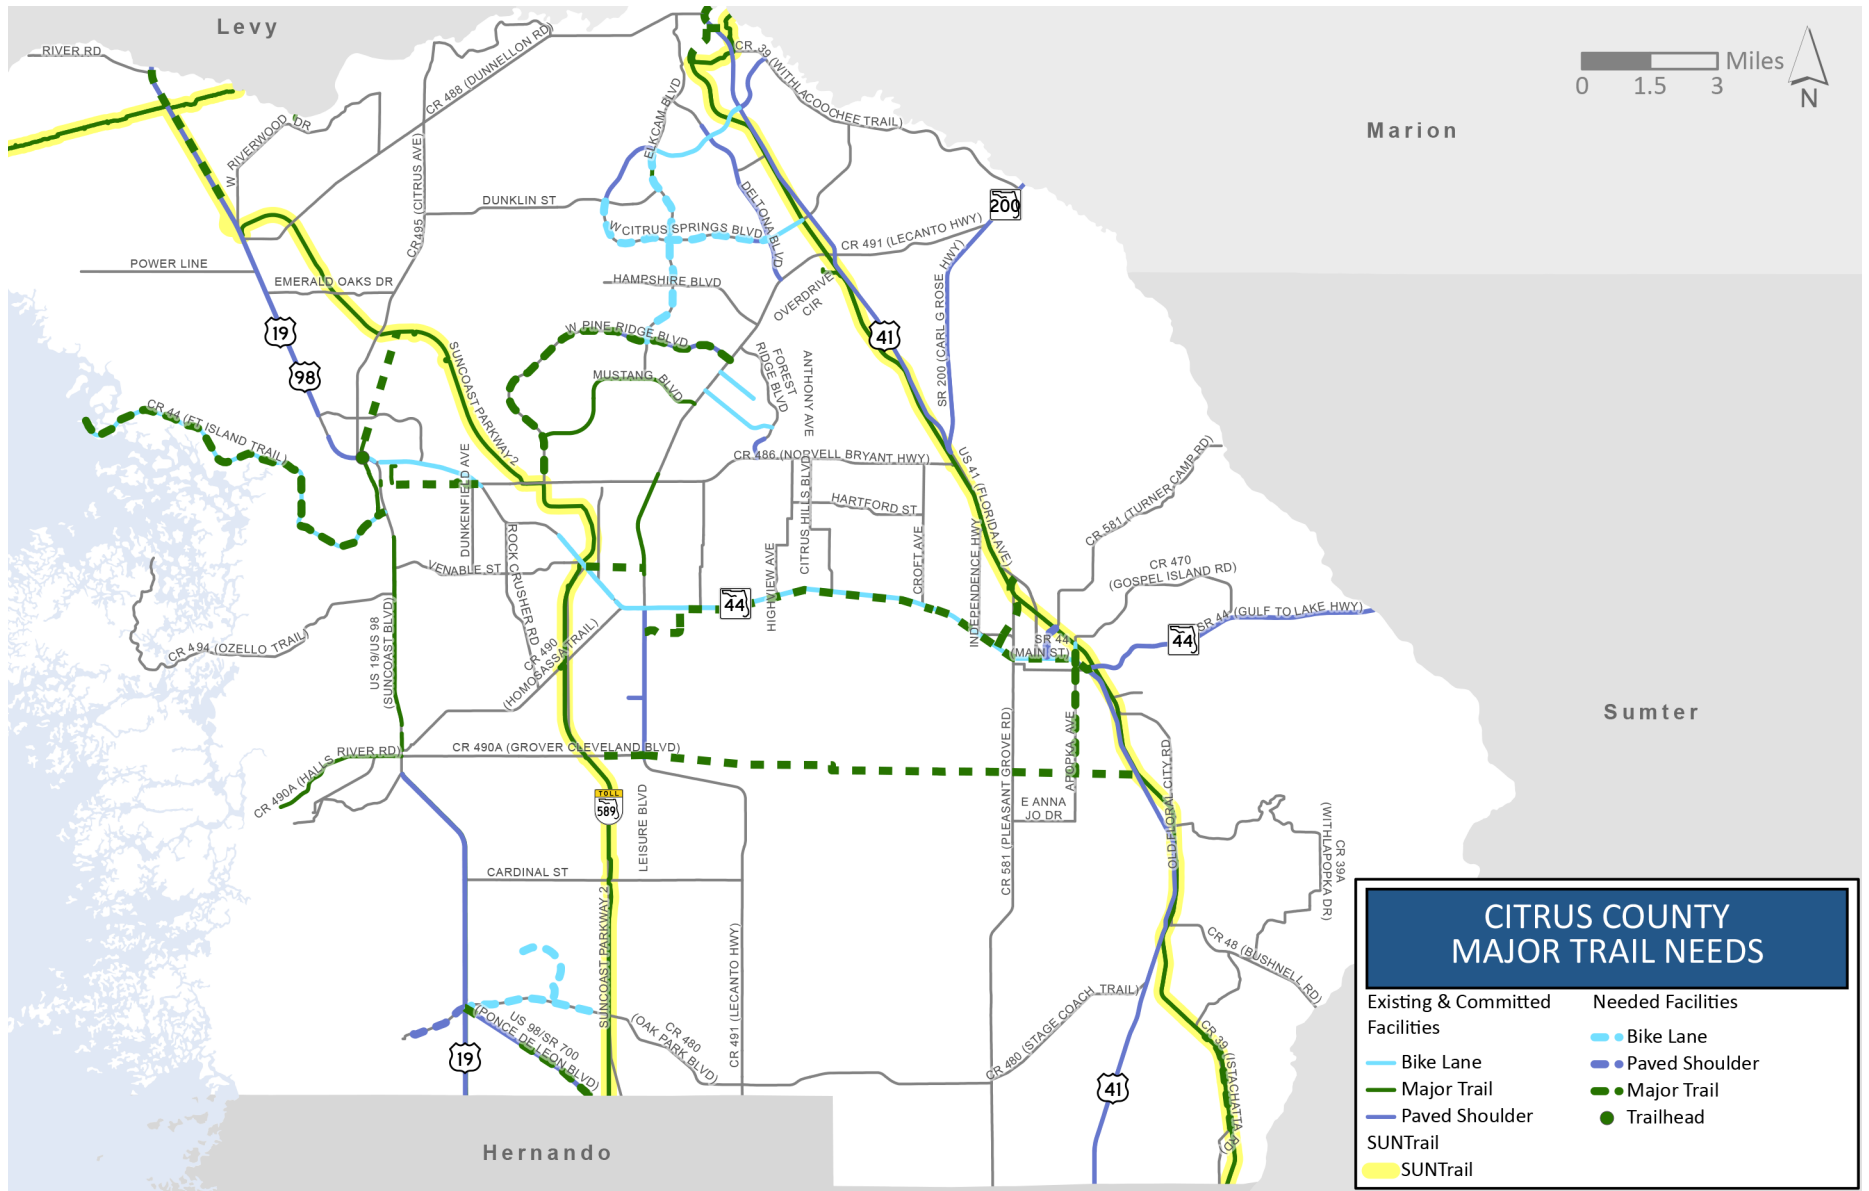 Levy
RIVER RD
CR 488 (DUNNELLON RD)
CR 39 (WITHLACOOCHEE TRAIL)
Miles
0 1.5 3
N
Marion
W RIVERWOOD DR
CR 495 (CITRUS AVE)
ELKCAM BLVD
DUNKLIN ST
W CITRUS SPRINGS BLVD
DELTONA BLVD
200
CR 491 (LECANTO HWY)
POWER LINE
EMERALD OAKS DR
HAMPSHIRE BLVD
OVERDRIVE
CIR
SR 200 (CARL G ROSE HWY)
19
98
41
W PINE RIDGE BLVD
MUSTANG BLVD
FOREST
RIDGE BLVD
ANTHONY AVE
SUNCOAST PARKWAY 2
CR 44 (FT ISLAND TRAIL)
DUNKENFIELD AVE
CR 486 (NORVELL BRYANT HWY)
US 41 (FLORIDA AVE)
CR 581 (TURNER CAMP RD)
HARTFORD ST
CITRUS HILLS BLVD
ROCK CRUSHER RD
VENABLE ST
HIGHVIEW AVE
CROFT AVE
INDEPENDENCE HWY
CR 470
(GOSPEL ISLAND RD)
44
SR 44 (GULF TO LAKE HWY)
44
SR 44
(MAIN ST)
CR 494 (OZELLO TRAIL)
US 19/US 98
(SUNCOAST BLVD)
CR 490
(HOMOSASSA TRAIL)
Sumter
CR 490A (HALLS RIVER RD)
CR 490A (GROVER CLEVELAND BLVD)
CR 581 (PLEASANT GROVE RD)
APOPKA AVE
OLD FLORAL CITY RD
TOLL
589
LEISURE BLVD
E ANNA
JO DR
CR 39A
(WITHLAPOPKA DR)
CARDINAL ST
SUNCOAST PARKWAY 2
CR 491 (LECANTO HWY)
CR 48 (BUSHNELL RD)
CR 480 (STAGE COACH TRAIL)
CR 480
(OAK PARK BLVD)
US 98/SR 700
(PONCE DE LEON BLVD)
19
41
CR 39 (ISTACHATTA RD)
Hernando
CITRUS COUNTY
MAJOR TRAIL NEEDS
Existing & Committed
Facilities
Bike Lane
Major Trail
Paved Shoulder
SUNTrail
SUNTrail
Needed Facilities
Bike Lane
Paved Shoulder
Major Trail
Trailhead